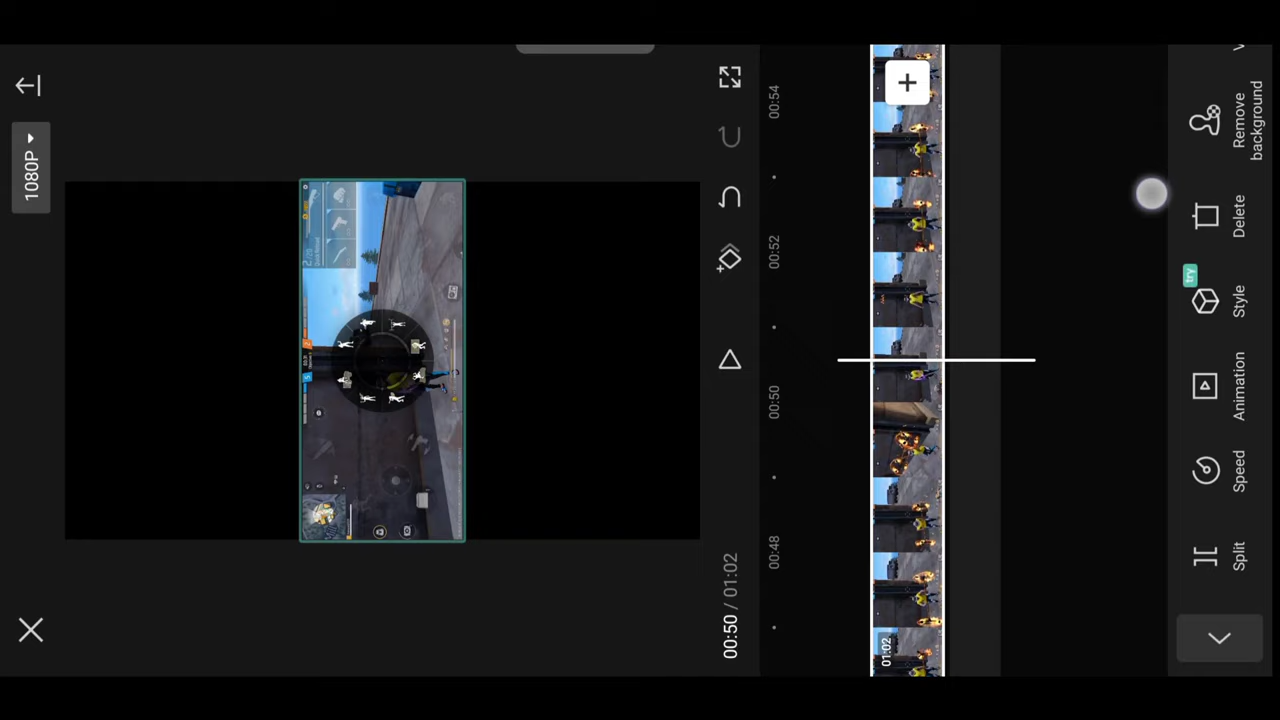 1080P
00:50 / 01:02
00:54
00:52
00:50
00:48
01:02
Split
Speed
Animation
try
Style
Delete
Remove
background